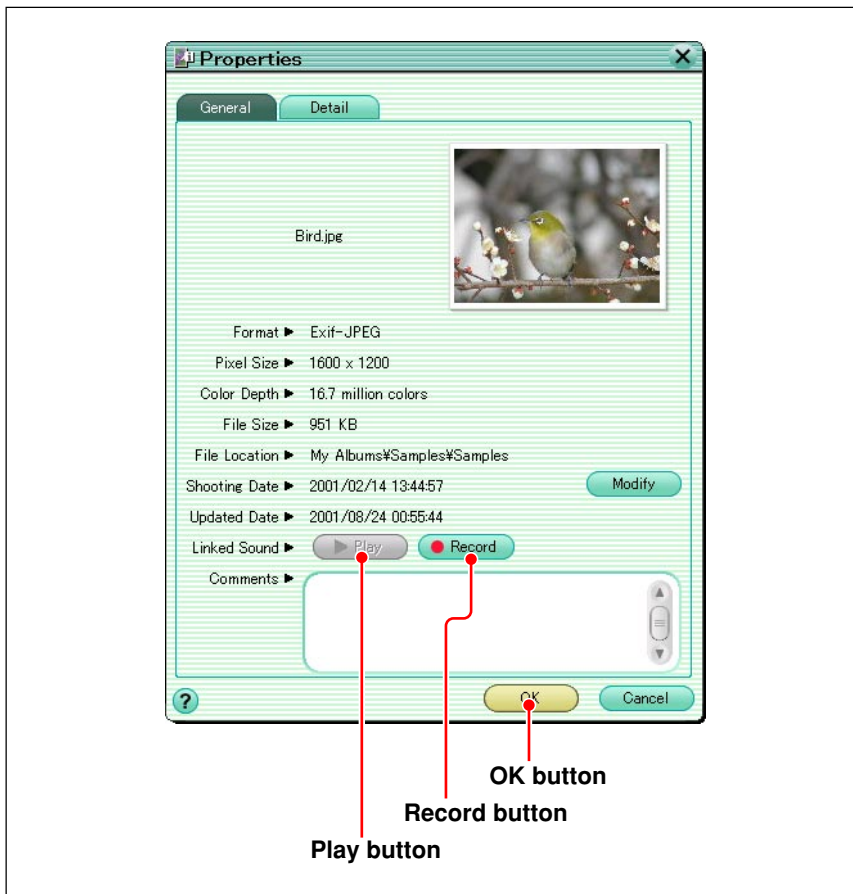 Properties
General Detail
Bird.jpg
Format ▶ Exif-JPEG
Pixel Size ▶ 1600 x 1200
Color Depth ▶ 16.7 million colors
File Size ▶ 951 KB
File Location ▶ My Albums¥Samples¥Samples
Shooting Date ▶ 2001/02/14 13:44:57 Modify
Updated Date ▶ 2001/08/24 00:55:44
Linked Sound ▶ ▶ Play Record
Comments ▶
? OK Cancel
OK button
Record button
Play button